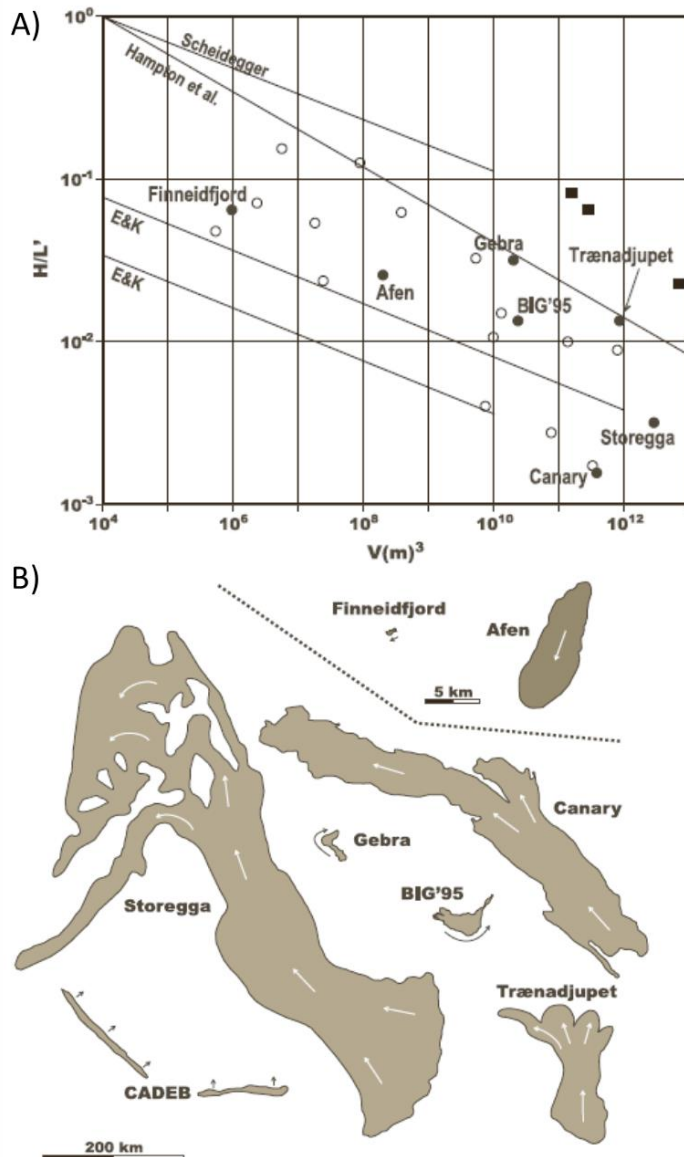 A)
10⁰
Scheidegger
Hampton et al.
10⁻¹
Finneidfjord
E&K
Gebra
Trænadjupet
H/L'
E&K
Afen
BIG'95
10⁻²
Storegga
Canary
10⁻³
10⁴ 10⁶ 10⁸ 10¹⁰ 10¹²
V(m)³
B)
Finneidfjord
Afen
5 km
Canary
Gebra
BIG'95
Storegga
Trænadjupet
CADEB
200 km